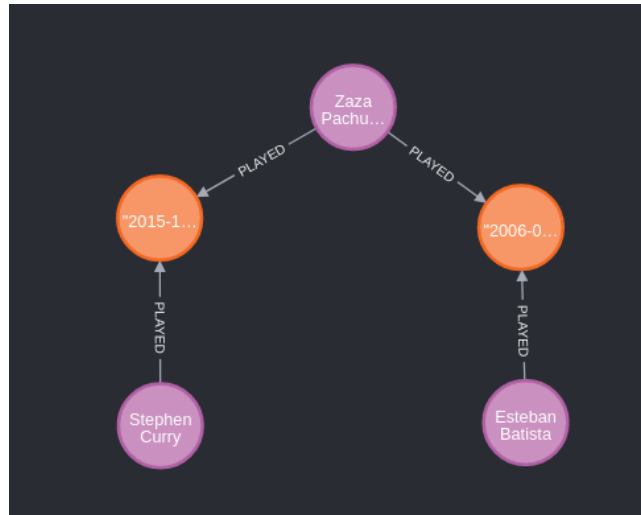 Zaza
Pachu...
PLAYED
PLAYED
"2015-1...
"2006-0...
PLAYED
PLAYED
Stephen
Curry
Esteban
Batista